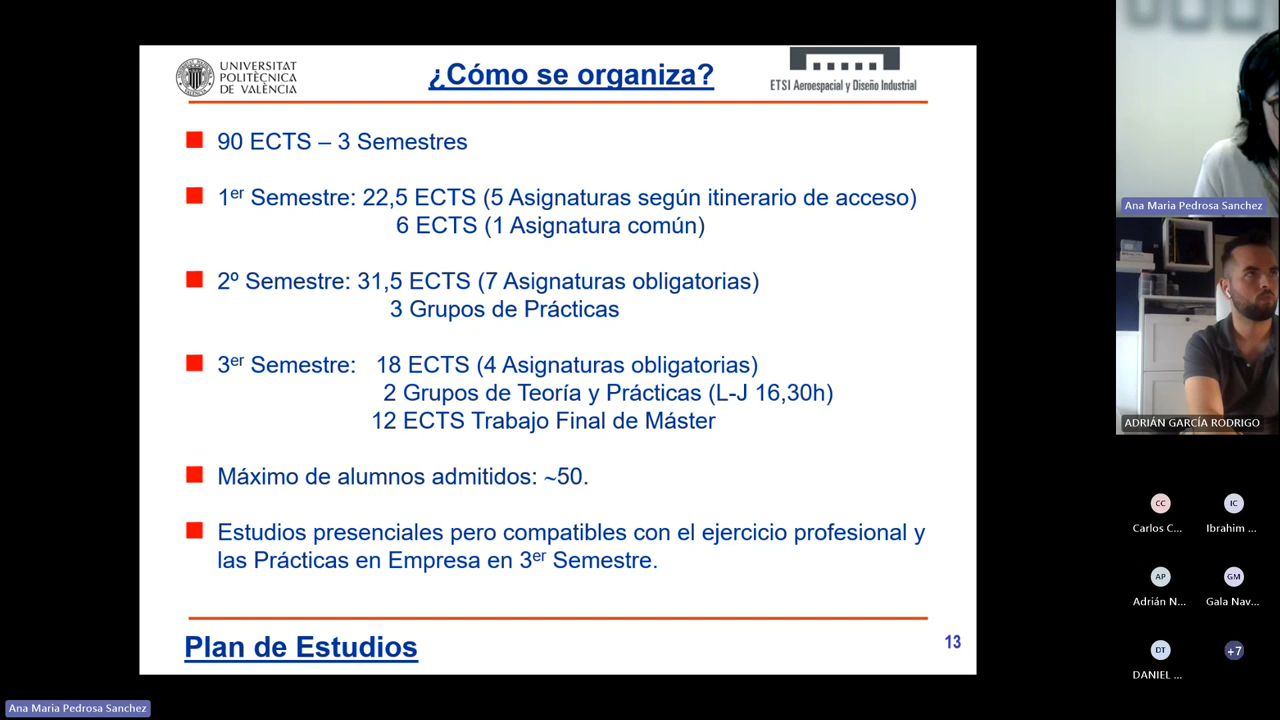 UNIVERSITAT
POLITÈCNICA
DE VALÈNCIA
¿Cómo se organiza?
ETSI Aeroespacial y Diseño Industrial
90 ECTS – 3 Semestres
1er Semestre: 22,5 ECTS (5 Asignaturas según itinerario de acceso)
6 ECTS (1 Asignatura común)
2º Semestre: 31,5 ECTS (7 Asignaturas obligatorias)
3 Grupos de Prácticas
3er Semestre: 18 ECTS (4 Asignaturas obligatorias)
2 Grupos de Teoría y Prácticas (L-J 16,30h)
12 ECTS Trabajo Final de Máster
Máximo de alumnos admitidos: ~50.
Estudios presenciales pero compatibles con el ejercicio profesional y
las Prácticas en Empresa en 3er Semestre.
Plan de Estudios
13
Ana Maria Pedrosa Sanchez
Ana Maria Pedrosa Sanchez
ADRIÁN GARCÍA RODRIGO
CC
IC
Carlos C...
Ibrahim ...
AP
GM
Adrián N...
Gala Nav...
DT
+7
DANIEL ...